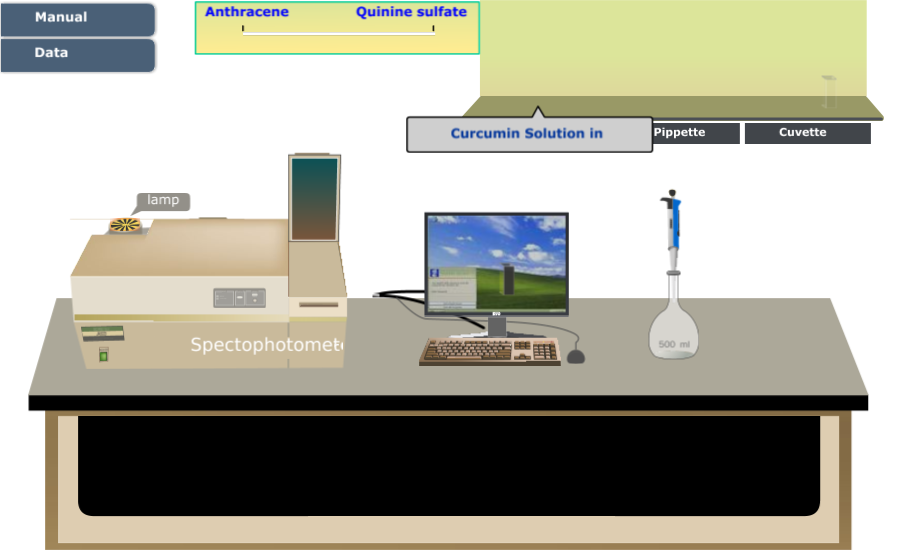 Manual
Data
Anthracene Quinine sulfate
Curcumin Solution in
Pippette
Cuvette
lamp
Spectophotomete
500 ml